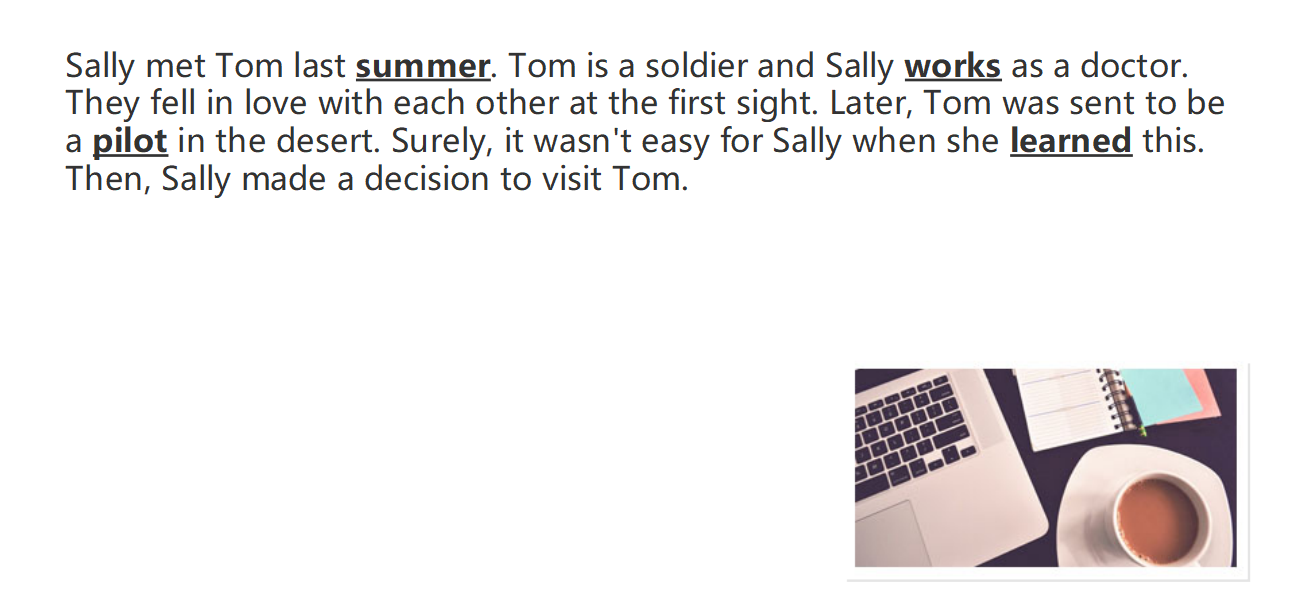 Sally met Tom last summer. Tom is a soldier and Sally works as a doctor.
They fell in love with each other at the first sight. Later, Tom was sent to be
a pilot in the desert. Surely, it wasn't easy for Sally when she learned this.
Then, Sally made a decision to visit Tom.